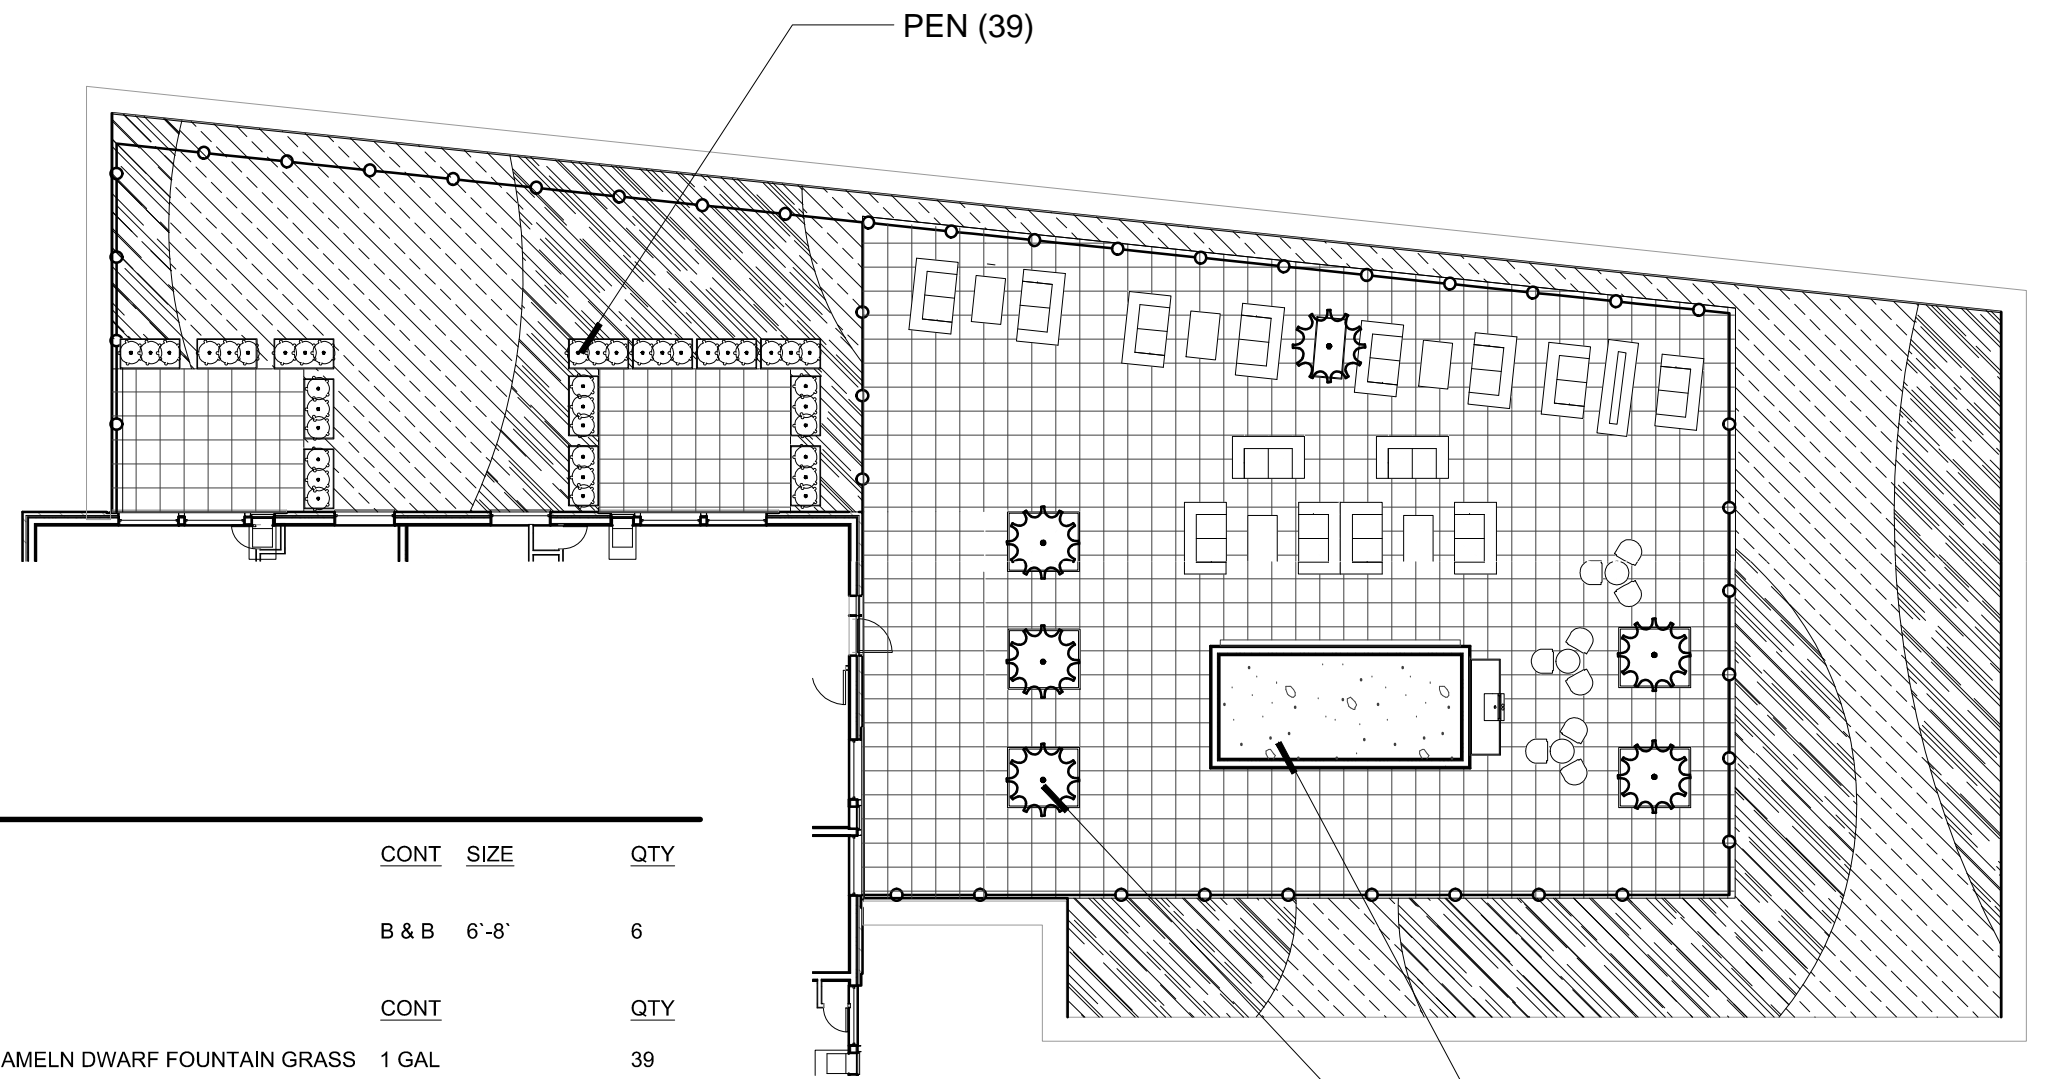 PEN (39)
CONT SIZE QTY
B & B 6`-8` 6
CONT QTY
AMELN DWARF FOUNTAIN GRASS 1 GAL 39